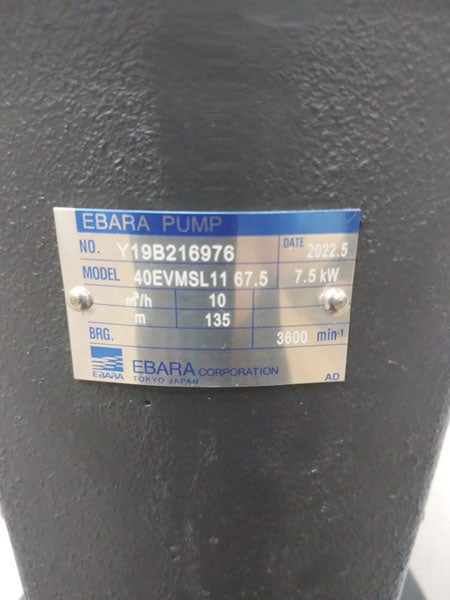 EBARA PUMP
NO. Y19B216976 DATE 2022.5
MODEL 40EVMSL11 67.5 7.5 kW
m³/h 10
m 135
BRG. 3600 min-¹
EBARA EBARA CORPORATION
TOKYO JAPAN AD